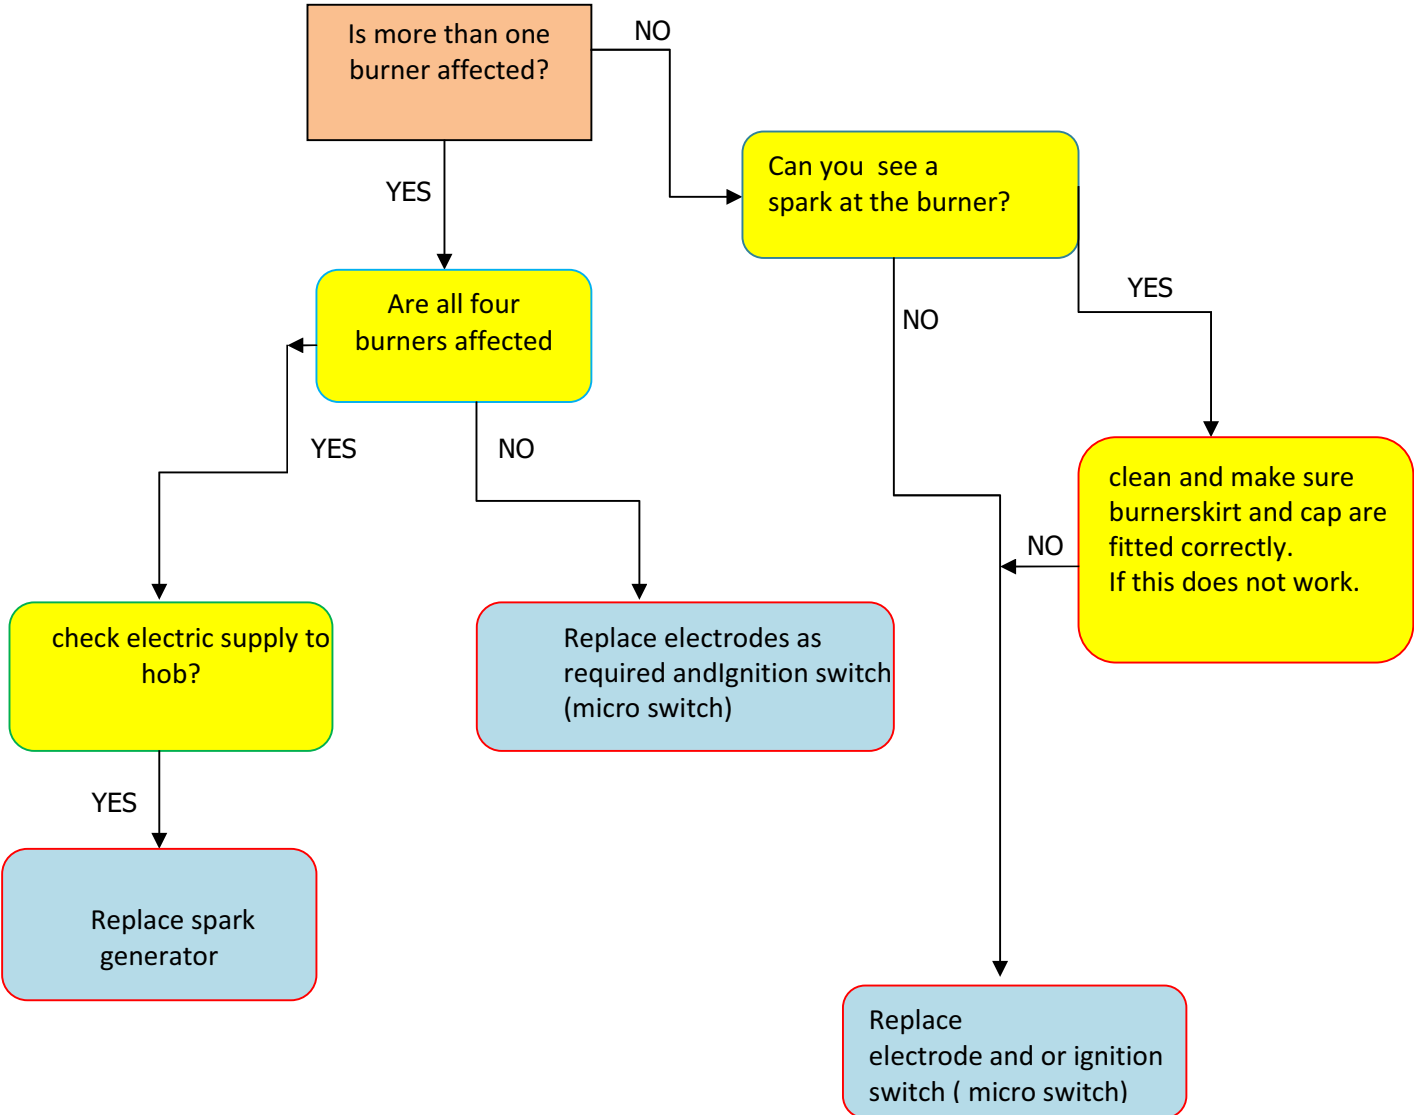 Is more than one
burner affected?
NO
YES
Can you  see a
spark at the burner?
Are all four
burners affected
YES
NO
YES
NO
clean and make sure
burnerskirt and cap are
fitted correctly.
If this does not work.
NO
check electric supply to
hob?
Replace electrodes as
required andIgnition switch
(micro switch)
YES
Replace spark
generator
Replace
electrode and or ignition
switch ( micro switch)